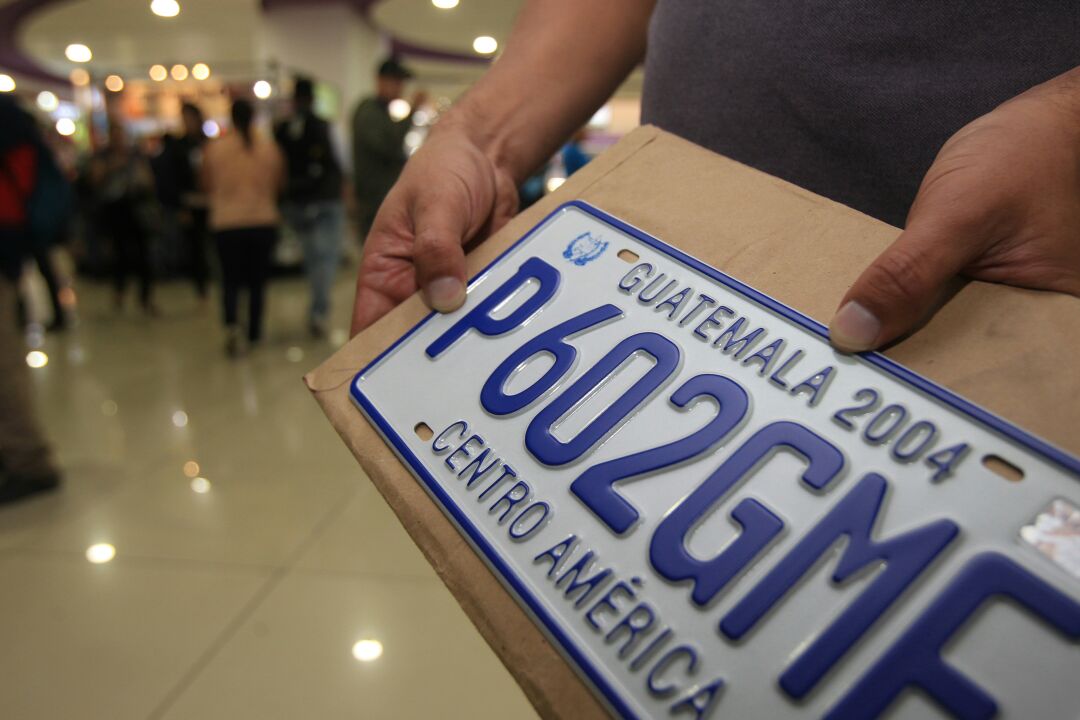 GUATEMALA 2004
P602GMF
CENTRO AMÉRICA